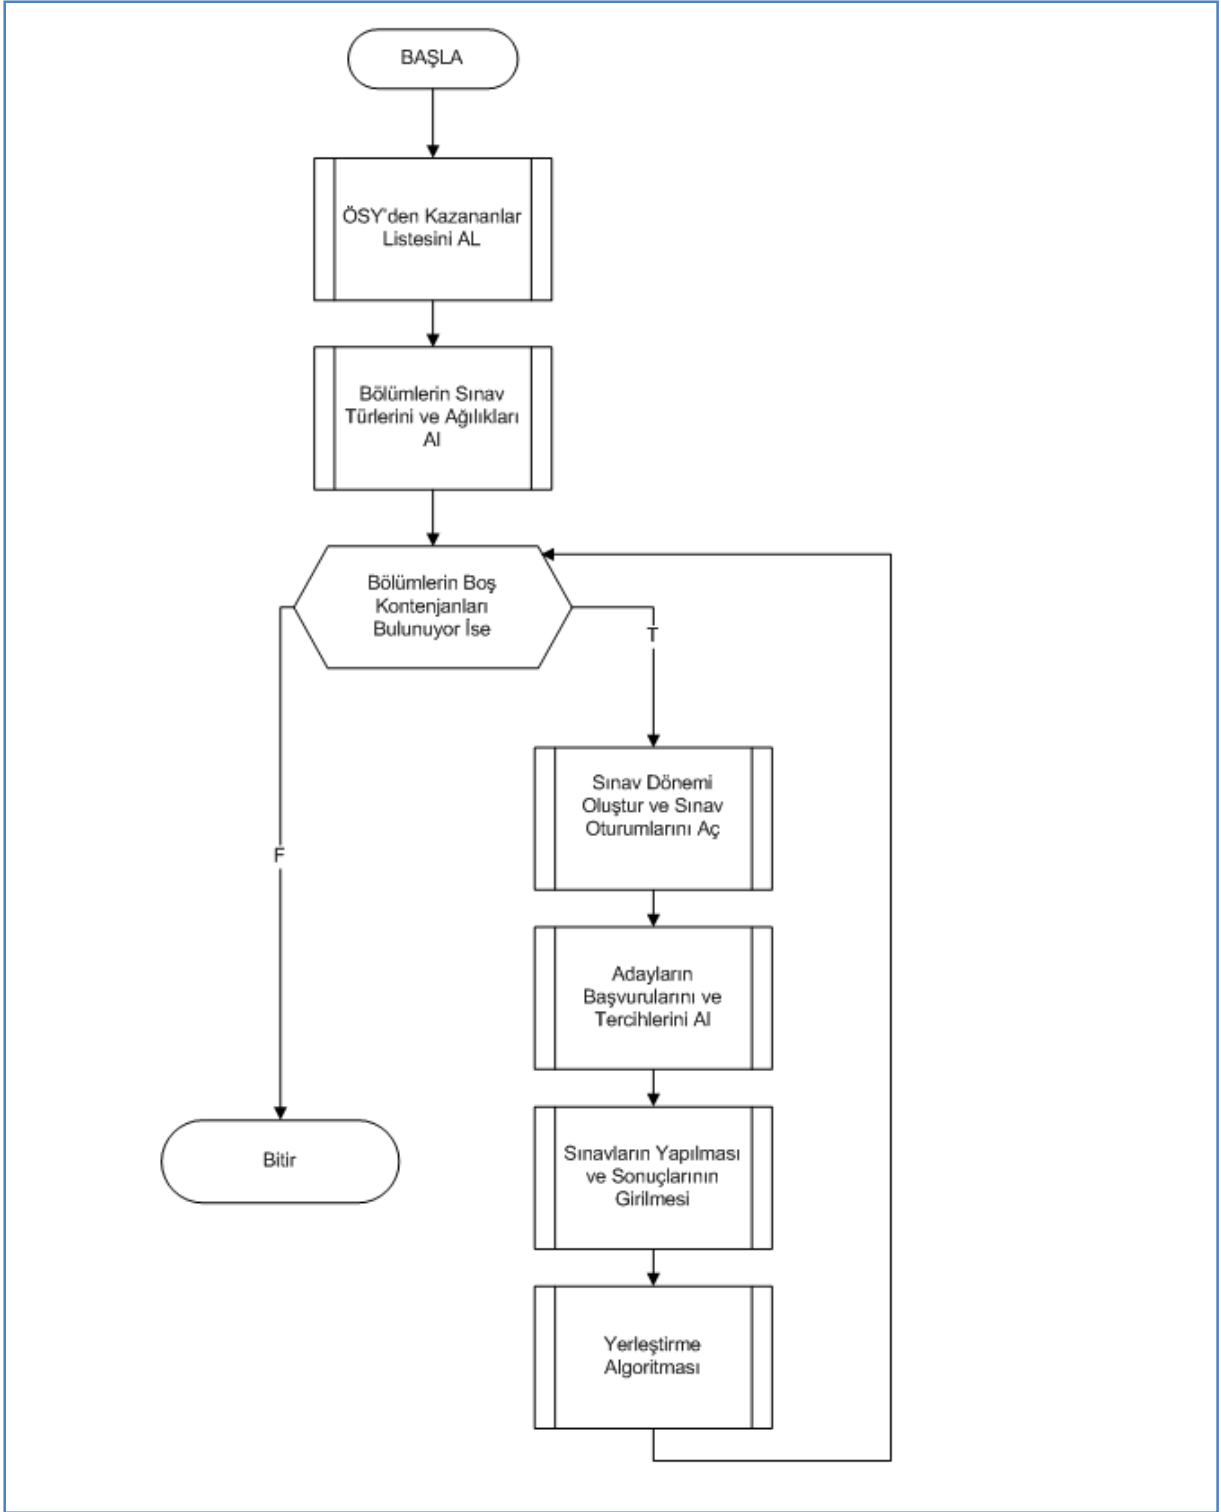 BAŞLA
ÖSY'den Kazananlar
Listesini AL
Bölümlerin Sınav
Türlerini ve Ağılıkları
Al
Bölümlerin Boş
Kontenjanları
Bulunuyor İse
T
Sınav Dönemi
Oluştur ve Sınav
Oturumlarını Aç
F
Adayların
Başvurularını ve
Tercihlerini Al
Sınavların Yapılması
ve Sonuçlarının
Girilmesi
Bitir
Yerleştirme
Algoritması